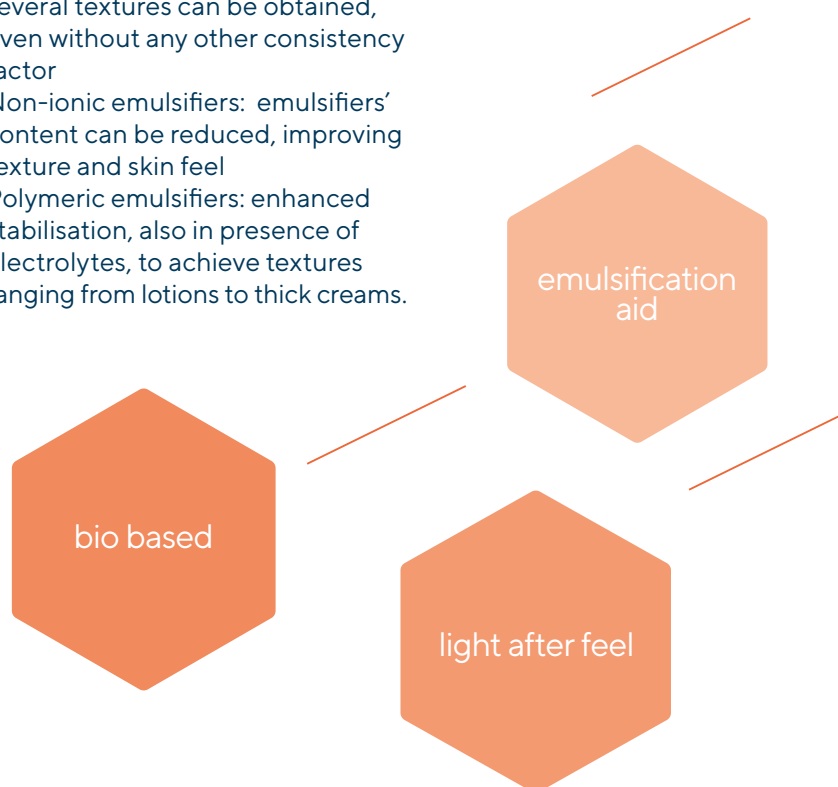 everal textures can be obtained,
ven without any other consistency
actor
Non-ionic emulsifiers: emulsifiers’
ontent can be reduced, improving
exture and skin feel
Polymeric emulsifiers: enhanced
tabilisation, also in presence of
lectrolytes, to achieve textures
anging from lotions to thick creams.
emulsification
aid
bio based
light after feel